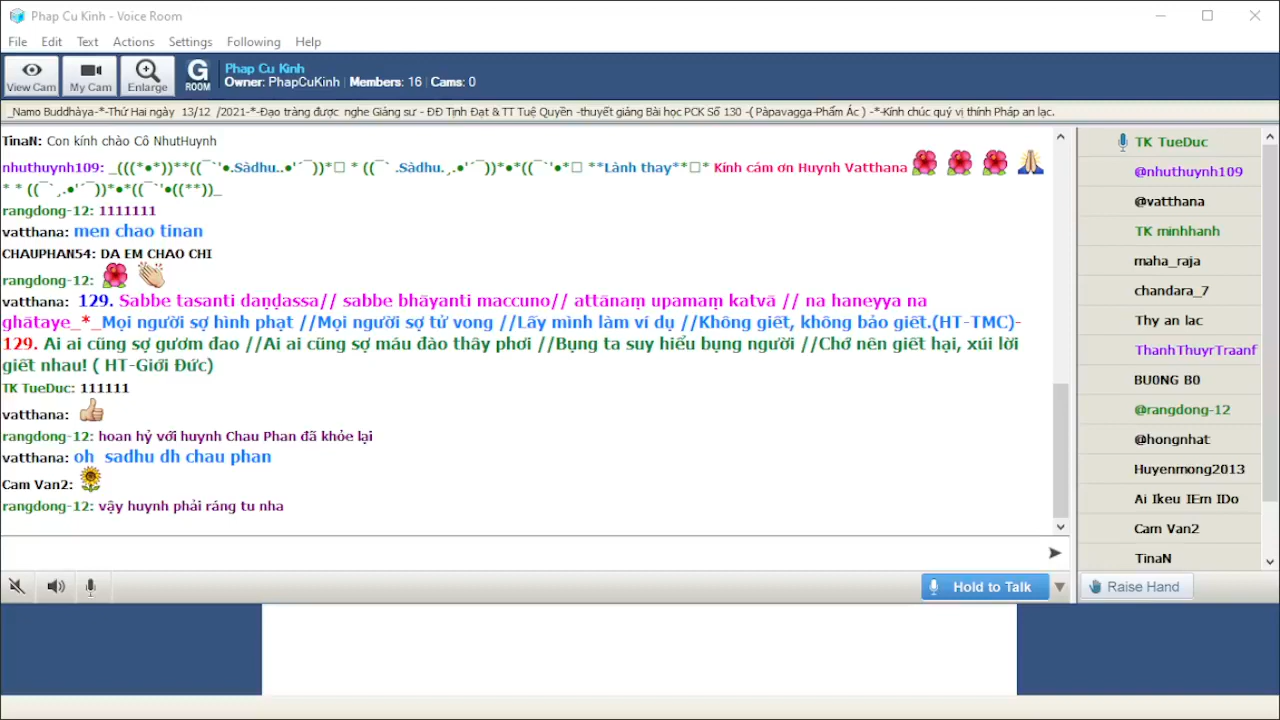 Phap Cu Kinh - Voice Room
File Edit Text Actions Settings Following Help
View Cam My Cam Enlarge G ROOM
Phap Cu Kinh
Owner: PhapCuKinh Members: 16 Cams: 0
_Namo Buddhàya-*-Thứ Hai ngày 13/12 /2021-*-Đạo tràng được nghe Giảng sư - ĐĐ Tịnh Đạt & TT Tuệ Quyền -thuyết giảng Bài học PCK Số 130 -( Pàpavagga-Phẩm Ác ) -*-Kính chúc quý vị thính Pháp an lạc.
TinaN: Con kính chào Cô NhutHuynh
nhuthuynh109: _(((*•*))**((¯`'•.Sàdhu..•'´¯))*□ * ((¯` .Sàdhu.¸.•'´¯))*•*((¯`'•*□ **Lành thay**□* Kính cám ơn Huynh Vatthana
* * ((¯`¸.•'´¯))*•*((¯`'•((**))_
rangdong-12: 1111111
vatthana: men chao tinan
CHAUPHAN54: DA EM CHAO CHI
rangdong-12:
vatthana: 129. Sabbe tasanti daṇḍassa// sabbe bhāyanti maccuno// attānaṃ upamaṃ katvā // na haneyya na
ghātaye_*_Mọi người sợ hình phạt //Mọi người sợ tử vong //Lấy mình làm ví dụ //Không giết, không bảo giết.(HT-TMC)-
129. Ai ai cũng sợ gươm đao //Ai ai cũng sợ máu đào thây phơi //Bụng ta suy hiểu bụng người //Chớ nên giết hại, xúi lời
giết nhau! ( HT-Giới Đức)
TK TueDuc: 111111
vatthana:
rangdong-12: hoan hỷ với huynh Chau Phan đã khỏe lại
vatthana: oh sadhu dh chau phan
Cam Van2:
rangdong-12: vậy huynh phải ráng tu nha
Hold to Talk
TK TueDuc
@nhuthuynh109
@vatthana
TK minhhanh
maha_raja
chandara_7
Thy an lac
ThanhThuyrTraanf
BU0NG B0
@rangdong-12
@hongnhat
Huyenmong2013
Ai Ikeu IEm IDo
Cam Van2
TinaN
Raise Hand